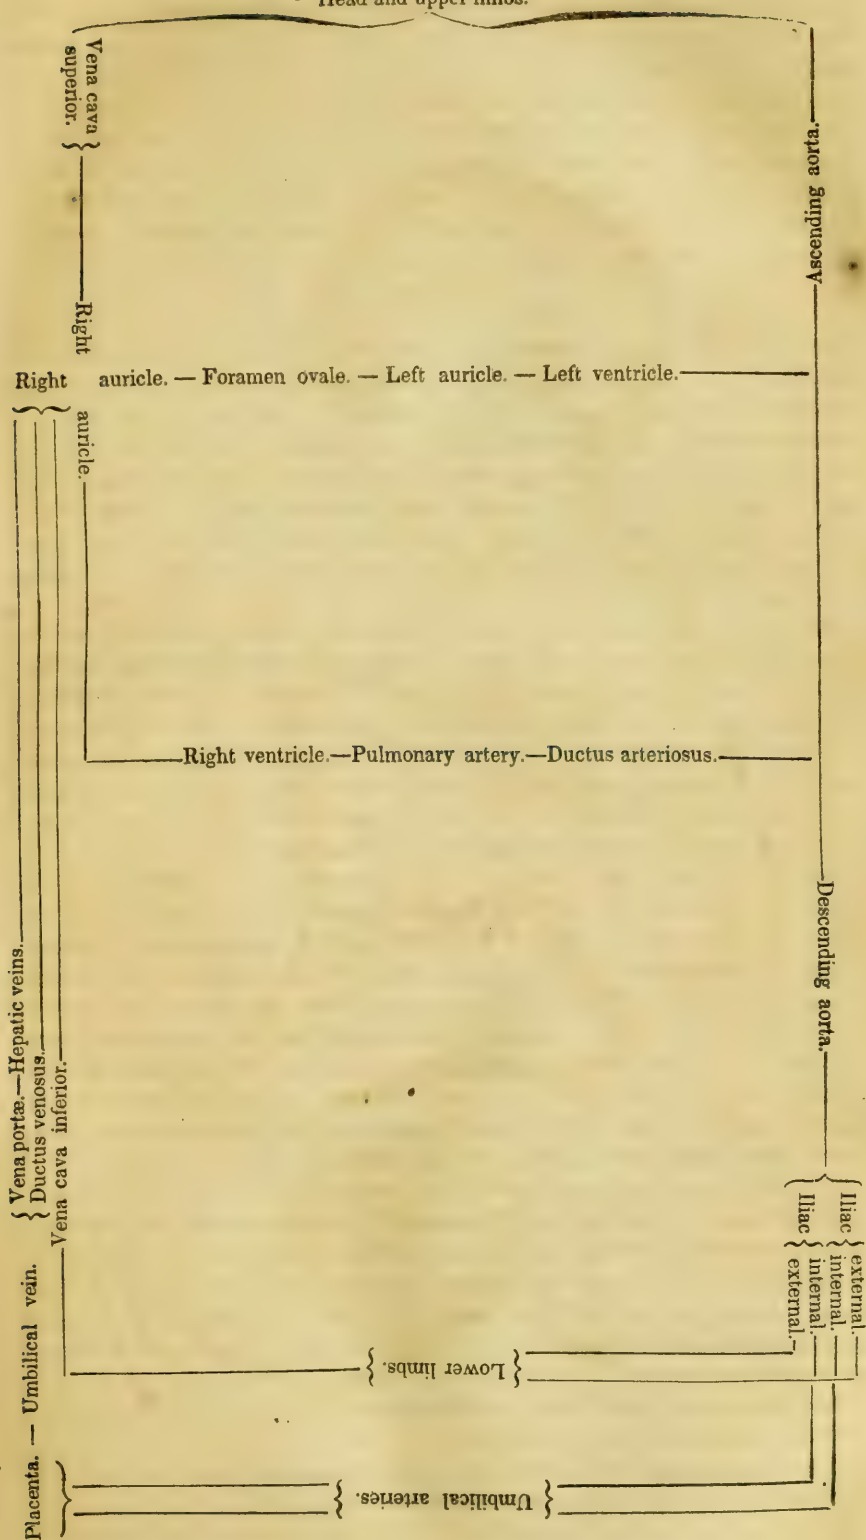 Head and upper limbs.
Vena cava
superior.
Ascending aorta.
Right
Right auricle. — Foramen ovale. — Left auricle. — Left ventricle.
auricle.
Right ventricle.—Pulmonary artery.—Ductus arteriosus.
Descending aorta.
Vena portæ.—Hepatic veins.
Ductus venosus.
Vena cava inferior.
Iliac
external.
internal.
Iliac
internal.
external.
Lower limbs.
Placenta. — Umbilical vein.
Umbilical arteries.